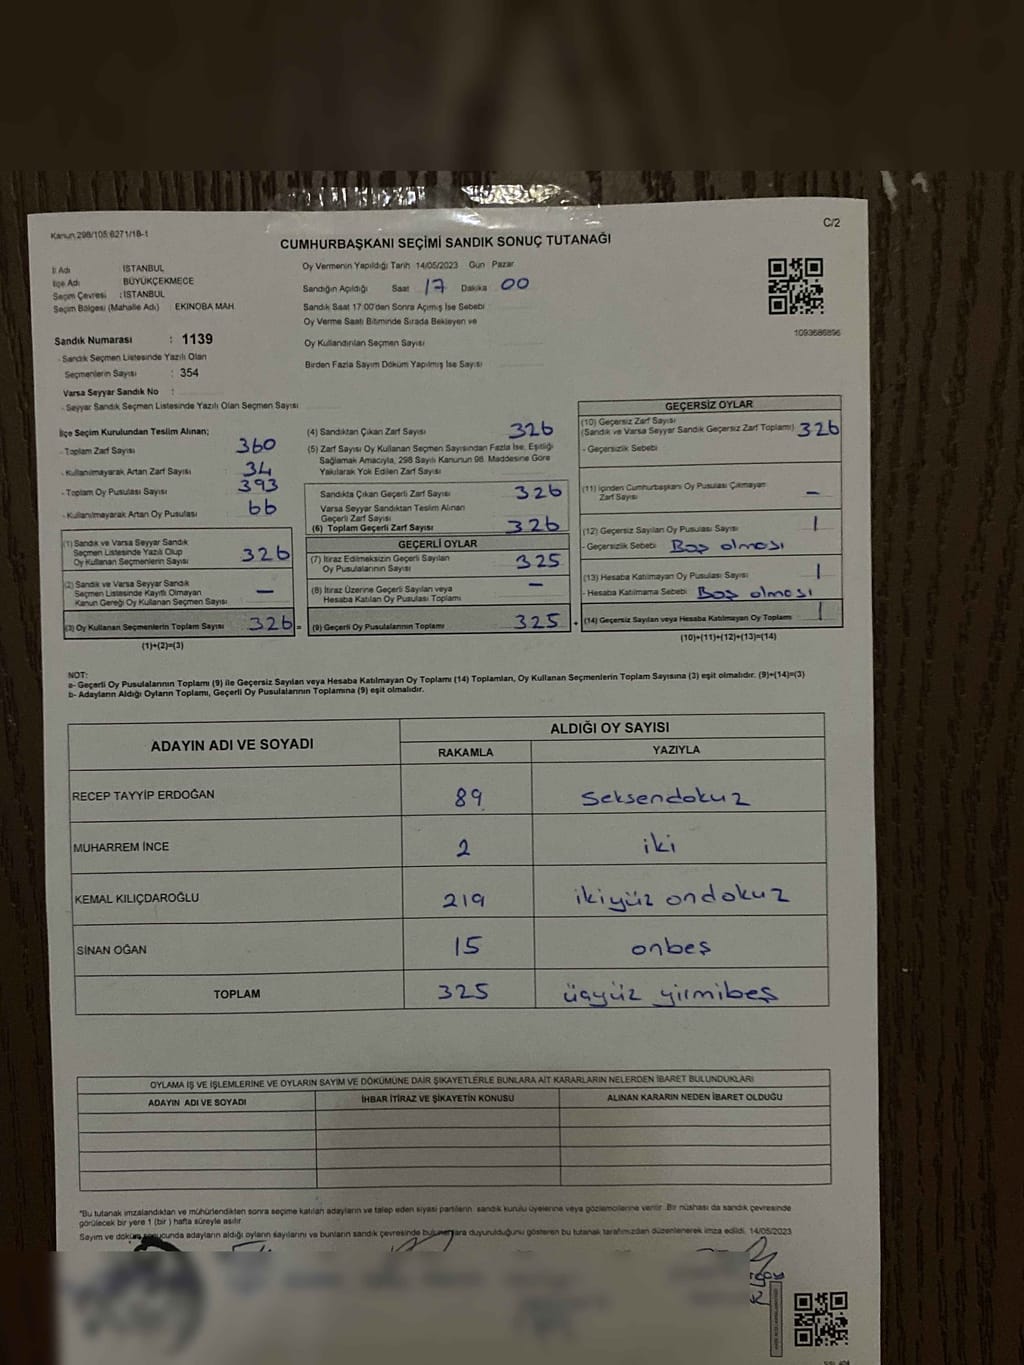 Kanun 298/105 6271/18-1
C/2
CUMHURBAŞKANI SEÇİMİ SANDIK SONUÇ TUTANAĞI
İl Adı İSTANBUL
İlçe Adı BÜYÜKÇEKMECE
Seçim Çevresi : İSTANBUL
Seçim Bölgesi (Mahalle Adı) EKİNOBA MAH.
Oy Vermenin Yapıldığı Tarih 14/05/2023 Gün Pazar
Sandığın Açıldığı Saat 17 Dakika 00
Sandık Saat 17:00'dan Sonra Açımış İse Sebebi
Oy Verme Saati Bitiminde Sırada Bekleyen ve
Oy Kullandırılan Seçmen Sayısı
Birden Fazla Sayım Döküm Yapılmış İse Sayısı
1093686896
Sandık Numarası : 1139
- Sandık Seçmen Listesinde Yazılı Olan
Seçmenlerin Sayısı : 354
Varsa Seyyar Sandık No :
- Seyyar Sandık Seçmen Listesinde Yazılı Olan Seçmen Sayısı
İlçe Seçim Kurulundan Teslim Alınan;
- Toplam Zarf Sayısı 360
- Kullanılmayarak Artan Zarf Sayısı 34
- Toplam Oy Pusulası Sayısı 393
- Kullanılmayarak Artan Oy Pusulası 66
(1) Sandık ve Varsa Seyyar Sandık
Seçmen Listesinde Yazılı Olup
Oy Kullanan Seçmenlerin Sayısı 326
(2) Sandık ve Varsa Seyyar Sandık
Seçmen Listesinde Kayıtlı Olmayan
Kanun Gereği Oy Kullanan Seçmen Sayısı –
(3) Oy Kullanan Seçmenlerin Toplam Sayısı 326 =
(1)+(2)=(3)
(4) Sandıktan Çıkan Zarf Sayısı 326
(5) Zarf Sayısı Oy Kullanan Seçmen Sayısından Fazla İse, Eşitliği
Sağlamak Amacıyla, 298 Sayılı Kanunun 98. Maddesine Göre
Yakılarak Yok Edilen Zarf Sayısı
Sandıkta Çıkan Geçerli Zarf Sayısı 326
Varsa Seyyar Sandıktan Teslim Alınan
Geçerli Zarf Sayısı
(6) Toplam Geçerli Zarf Sayısı 326
GEÇERLİ OYLAR
(7) İtiraz Edilmeksizin Geçerli Sayılan
Oy Pusulalarının Sayısı 325
(8) İtiraz Üzerine Geçerli Sayılan veya
Hesaba Katılan Oy Pusulası Toplamı –
(9) Geçerli Oy Pusulalarının Toplamı 325 +
GEÇERSİZ OYLAR
(10) Geçersiz Zarf Sayısı
(Sandık ve Varsa Seyyar Sandık Geçersiz Zarf Toplamı) 326
- Geçersizlik Sebebi
(11) İçinden Cumhurbaşkanı Oy Pusulası Çıkmayan
Zarf Sayısı –
(12) Geçersiz Sayılan Oy Pusulası Sayısı 1
- Geçersizlik Sebebi Boş olması
(13) Hesaba Katılmayan Oy Pusulası Sayısı 1
- Hesaba Katılmama Sebebi Boş olması
(14) Geçersiz Sayılan veya Hesaba Katılmayan Oy Toplamı 1
(10)+(11)+(12)+(13)=(14)
NOT:
a- Geçerli Oy Pusulalarının Toplamı (9) ile Geçersiz Sayılan veya Hesaba Katılmayan Oy Toplamı (14) Toplamları, Oy Kullanan Seçmenlerin Toplam Sayısına (3) eşit olmalıdır. (9)+(14)=(3)
b- Adayların Aldığı Oyların Toplamı, Geçerli Oy Pusulalarının Toplamına (9) eşit olmalıdır.
ADAYIN ADI VE SOYADI
ALDIĞI OY SAYISI
RAKAMLA YAZIYLA
RECEP TAYYİP ERDOĞAN 89 Seksendokuz
MUHARREM İNCE 2 iki
KEMAL KILIÇDAROĞLU 219 ikiyüz ondokuz
SİNAN OĞAN 15 onbeş
TOPLAM 325 üçyüz yirmibeş
OYLAMA İŞ VE İŞLEMLERİNE VE OYLARIN SAYIM VE DÖKÜMÜNE DAİR ŞİKAYETLERLE BUNLARA AİT KARARLARIN NELERDEN İBARET BULUNDUKLARI
ADAYIN ADI VE SOYADI İHBAR İTİRAZ VE ŞİKAYETİN KONUSU ALINAN KARARIN NEDEN İBARET OLDUĞU
*Bu tutanak imzalandıktan ve mühürlendikten sonra seçime katılan adayların ve talep eden siyasi partilerin sandık kurulu üyelerine veya gözlemcilerine verilir. Bir nüshası da sandık çevresinde
görülecek bir yere 1 (bir) hafta süreyle asılır.
Sayım ve döküm sonucunda adayların aldığı oyların sayılarını ve bunların sandık çevresinde bulunanlara duyurulduğunu gösteren bu tutanak tarafımızdan düzenlenerek imza edildi. 14/05/2023